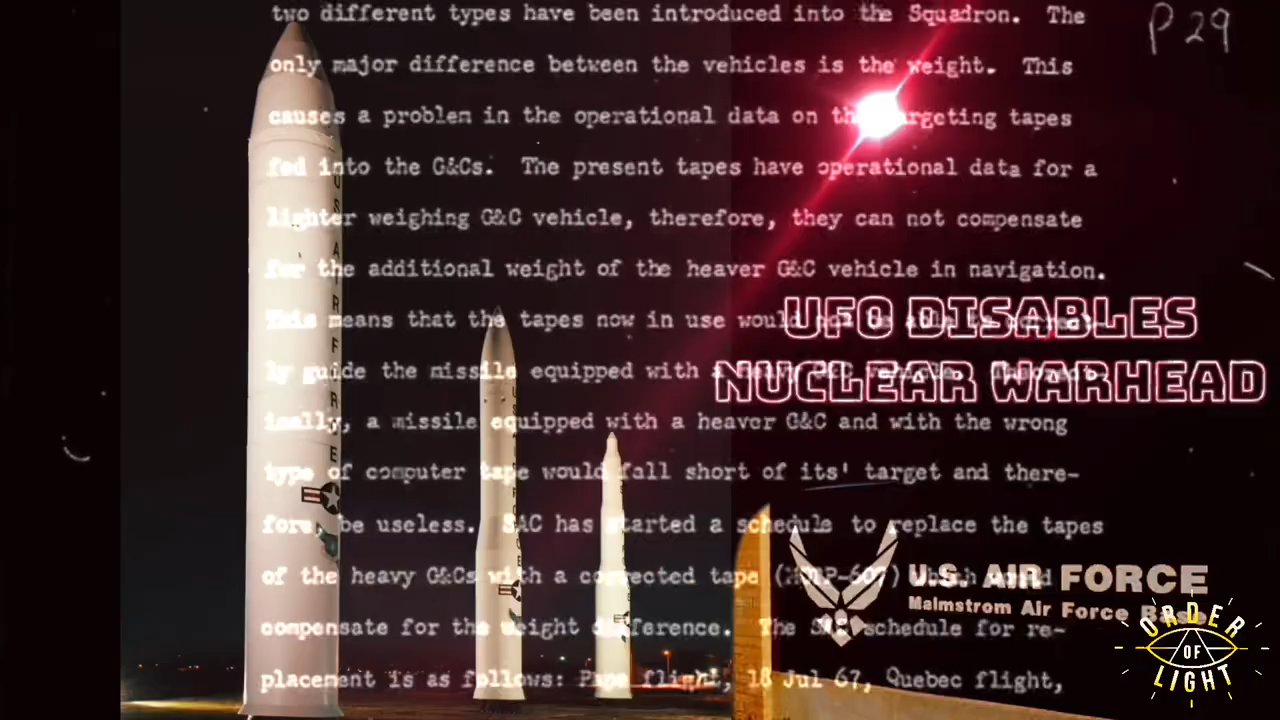 two different types have been introduced into the Squadron. The
P 29
only major difference between the vehicles is the weight. This
causes a problem in the operational data on the targeting tapes
fed into the G&Cs. The present tapes have operational data for a
lighter weighing G&C vehicle, therefore, they can not compensate
for the additional weight of the heaver G&C vehicle in navigation.
This means that the tapes now in use would
UFO DISABLES
ly guide the missile equipped with a heavy G&C vehicle.
NUCLEAR WARHEAD
ically, a missile equipped with a heaver G&C and with the wrong
type of computer tape would fall short of its' target and there-
fore, be useless. SAC has started a schedule to replace the tapes
of the heavy G&Cs with a corrected tape
U.S. AIR FORCE
Malmstrom Air Force Base
compensate for the weight difference. The SAC schedule for re-
placement is as follows: Papa flight, 18 Jul 67, Quebec flight,
ORDER
OF
LIGHT